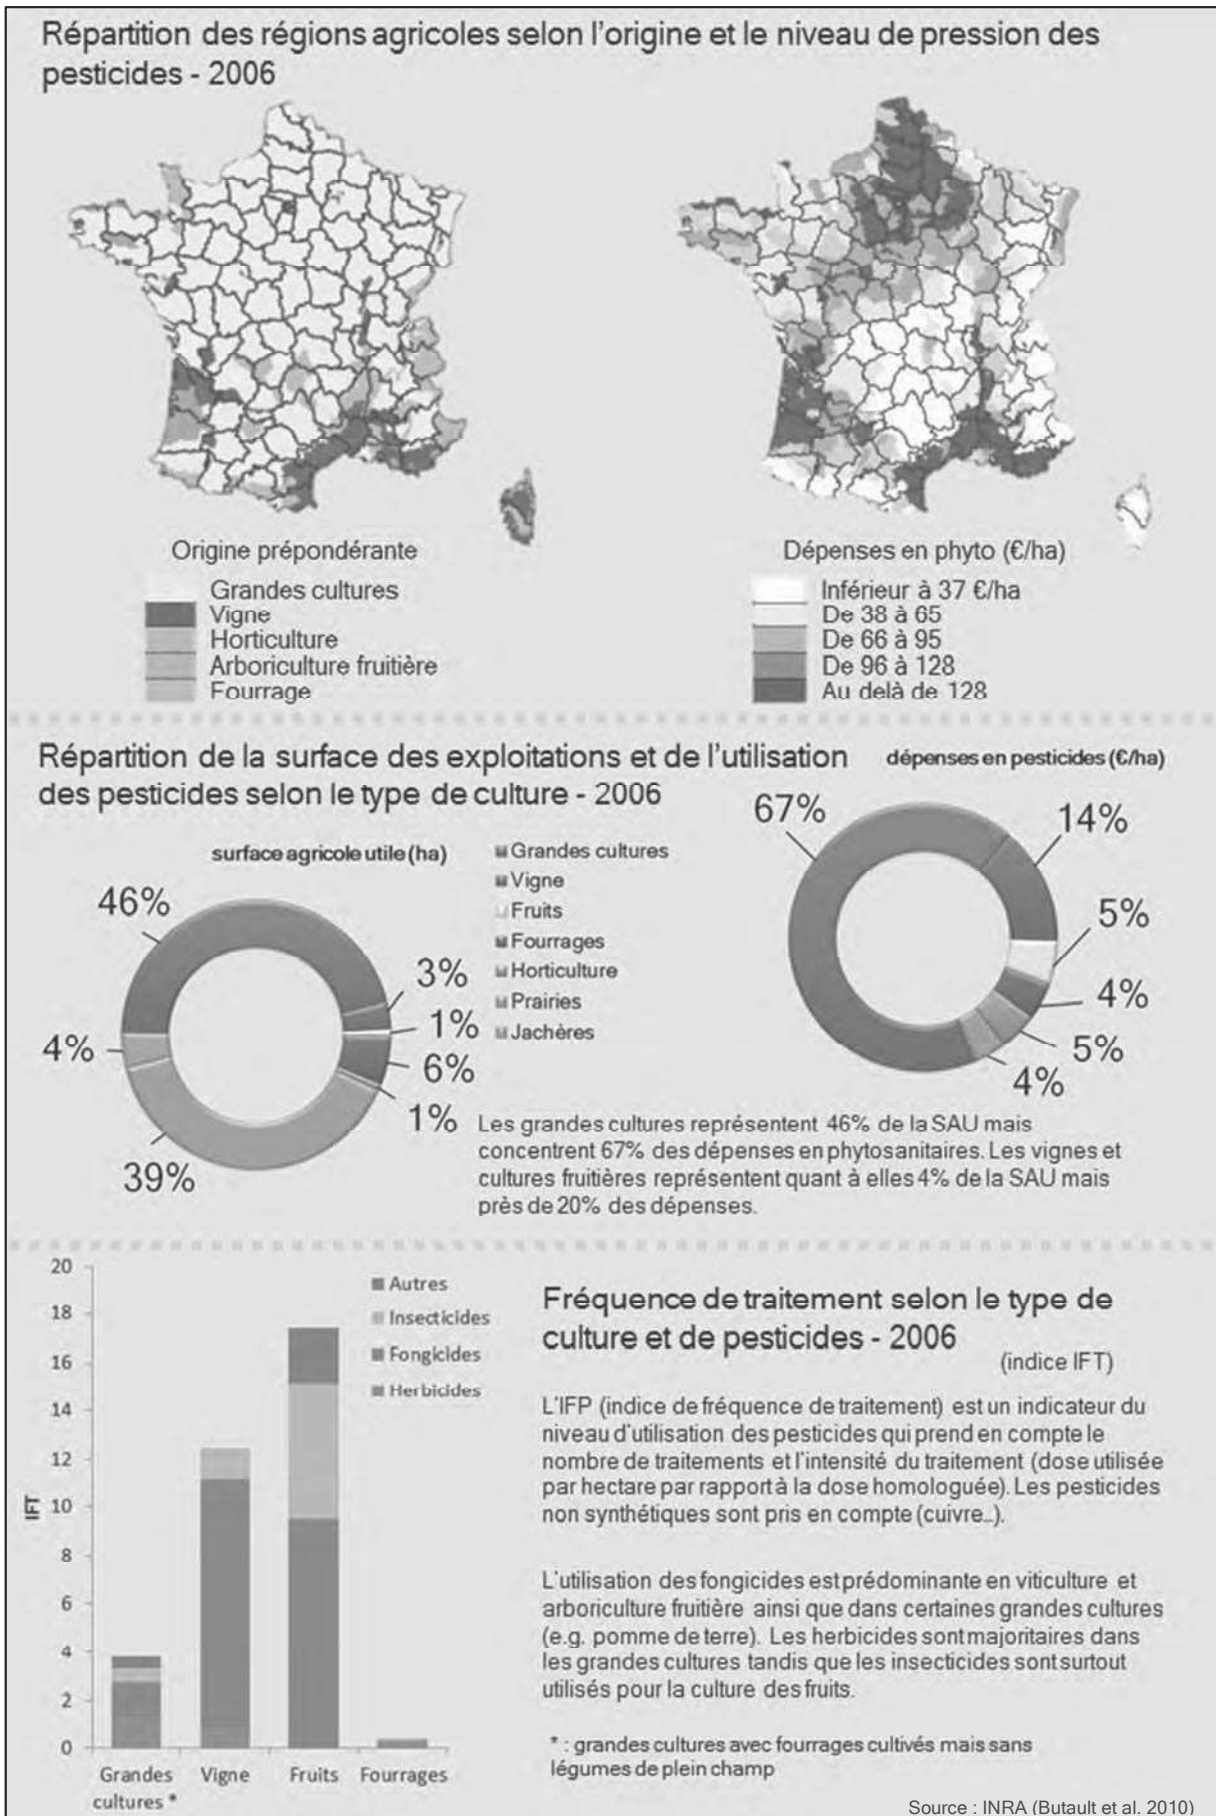 Répartition des régions agricoles selon l'origine et le niveau de pression des
pesticides - 2006
Origine prépondérante
Grandes cultures
Vigne
Horticulture
Arboriculture fruitière
Fourrage
Dépenses en phyto (€/ha)
Inférieur à 37 €/ha
De 38 à 65
De 66 à 95
De 96 à 128
Au delà de 128
Répartition de la surface des exploitations et de l'utilisation
des pesticides selon le type de culture - 2006
surface agricole utile (ha)
46%
3%
1%
6%
1%
39%
4%
Grandes cultures
Vigne
Fruits
Fourrages
Horticulture
Prairies
Jachères
dépenses en pesticides (€/ha)
67%
14%
5%
4%
5%
4%
Les grandes cultures représentent 46% de la SAU mais
concentrent 67% des dépenses en phytosanitaires. Les vignes et
cultures fruitières représentent quant à elles 4% de la SAU mais
près de 20% des dépenses.
20
18
16
14
12
10
8
6
4
2
0
IFT
Autres
Insecticides
Fongicides
Herbicides
Grandes
cultures *
Vigne
Fruits
Fourrages
Fréquence de traitement selon le type de
culture et de pesticides - 2006
(indice IFT)
L'IFP (indice de fréquence de traitement) est un indicateur du
niveau d'utilisation des pesticides qui prend en compte le
nombre de traitements et l'intensité du traitement (dose utilisée
par hectare par rapport à la dose homologuée). Les pesticides
non synthétiques sont pris en compte (cuivre...).
L'utilisation des fongicides est prédominante en viticulture et
arboriculture fruitière ainsi que dans certaines grandes cultures
(e.g. pomme de terre). Les herbicides sont majoritaires dans
les grandes cultures tandis que les insecticides sont surtout
utilisés pour la culture des fruits.
* : grandes cultures avec fourrages cultivés mais sans
légumes de plein champ
Source : INRA (Butault et al. 2010)